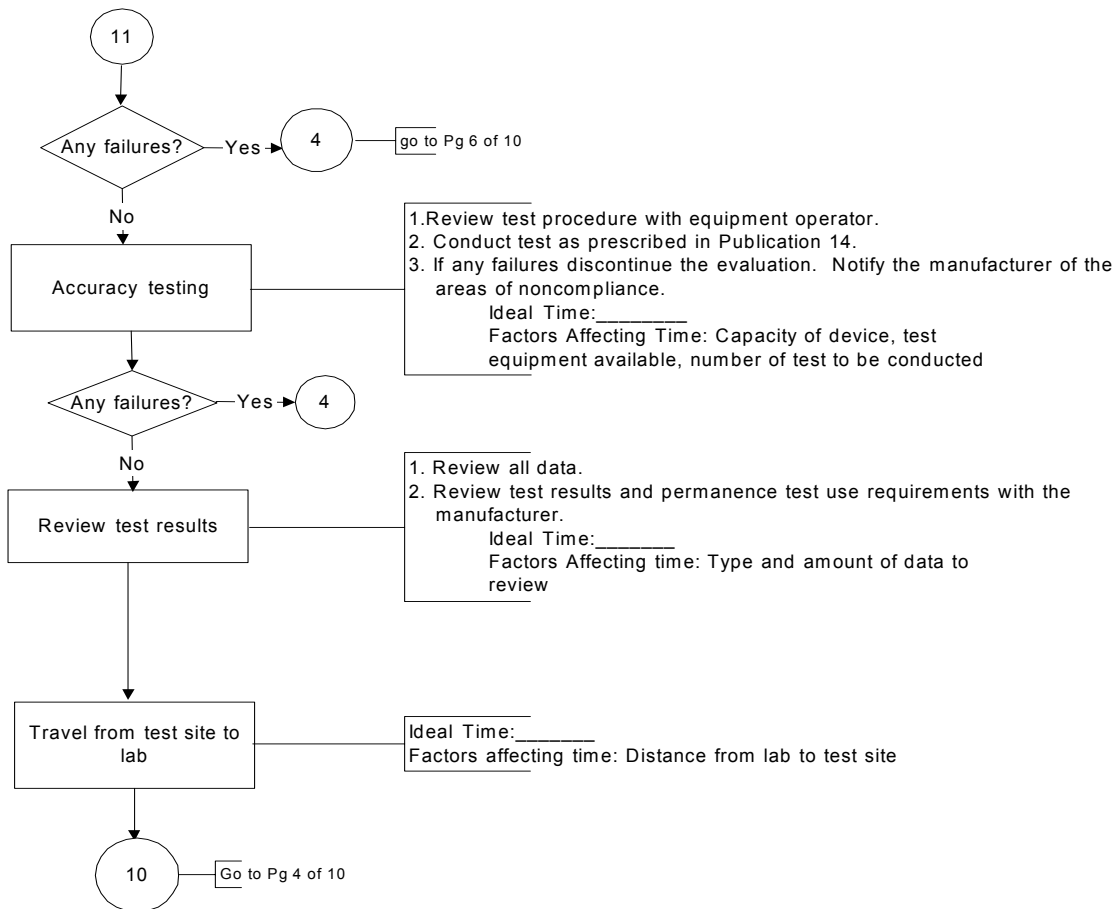 11
Any failures?
Yes
4
go to Pg 6 of 10
No
1.Review test procedure with equipment operator.
2. Conduct test as prescribed in Publication 14.
3. If any failures discontinue the evaluation. Notify the manufacturer of the
areas of noncompliance.
Ideal Time:________
Factors Affecting Time: Capacity of device, test
equipment available, number of test to be conducted
Accuracy testing
Any failures?
Yes
4
No
1. Review all data.
2. Review test results and permanence test use requirements with the
manufacturer.
Ideal Time:_______
Factors Affecting time: Type and amount of data to
review
Review test results
Travel from test site to
lab
Ideal Time:_______
Factors affecting time: Distance from lab to test site
10
Go to Pg 4 of 10